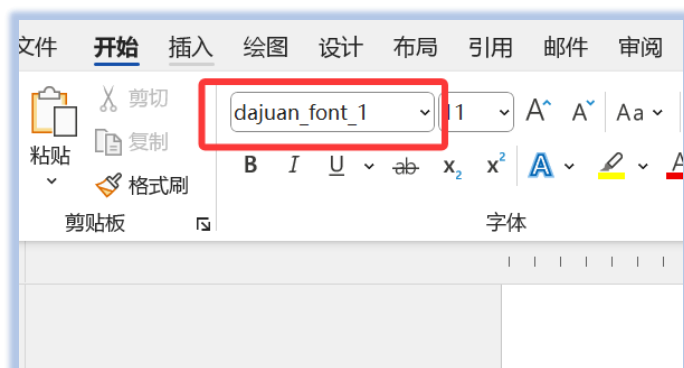 文件 开始 插入 绘图 设计 布局 引用 邮件 审阅
剪切
dajuan_font_1 11 A^ A˅ Aa
复制
粘贴
B I U ab x₂ x² A A
格式刷
剪贴板 字体